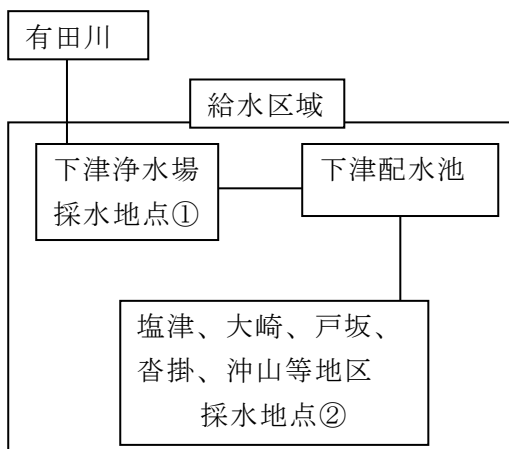 有田川
給水区域
下津浄水場
採水地点①
下津配水池
塩津、大崎、戸坂、
沓掛、沖山等地区
採水地点②